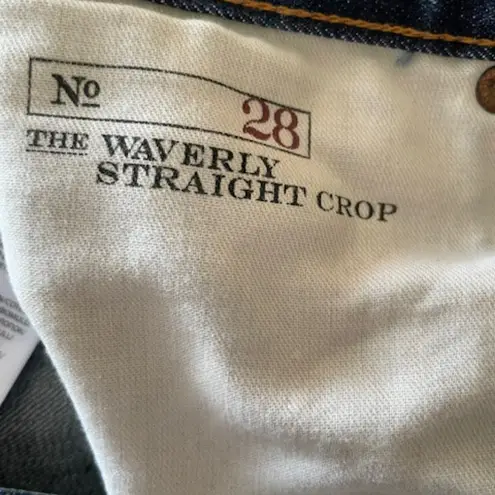 Nº 28
THE WAVERLY
STRAIGHT CROP